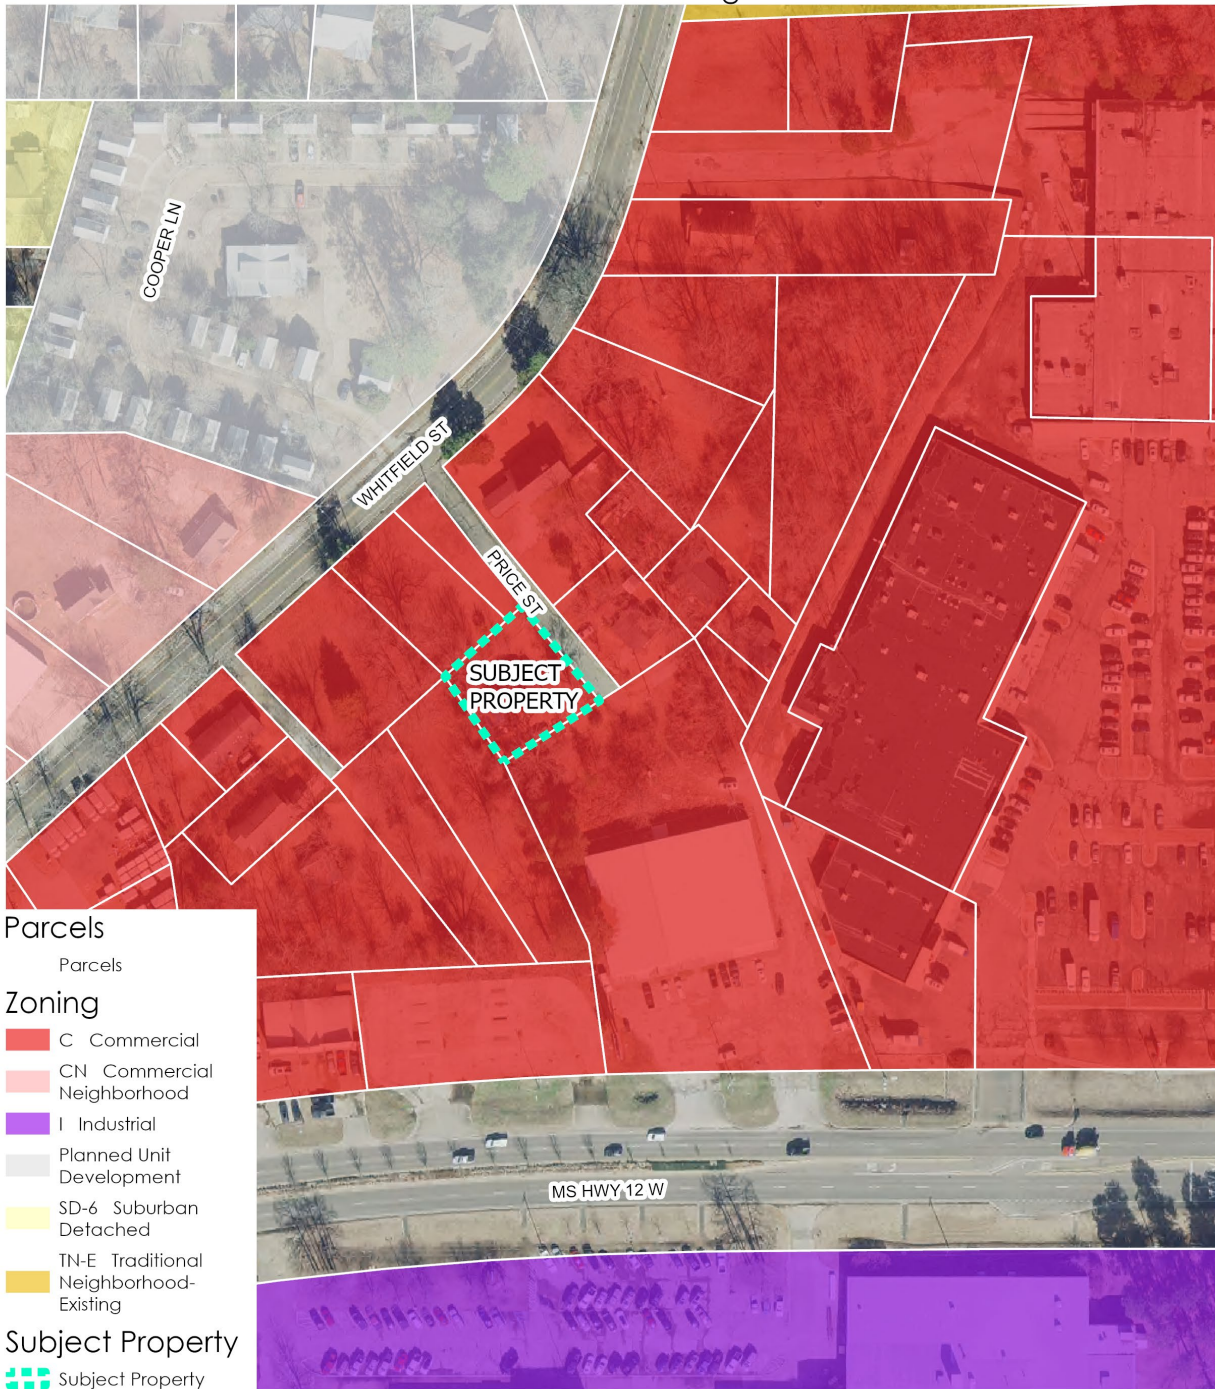 COOPER LN
WHITFIELD ST
PRICE ST
SUBJECT
PROPERTY
MS HWY 12 W
Parcels
Parcels
Zoning
C Commercial
CN Commercial
Neighborhood
I Industrial
Planned Unit
Development
SD-6 Suburban
Detached
TN-E Traditional
Neighborhood-
Existing
Subject Property
Subject Property